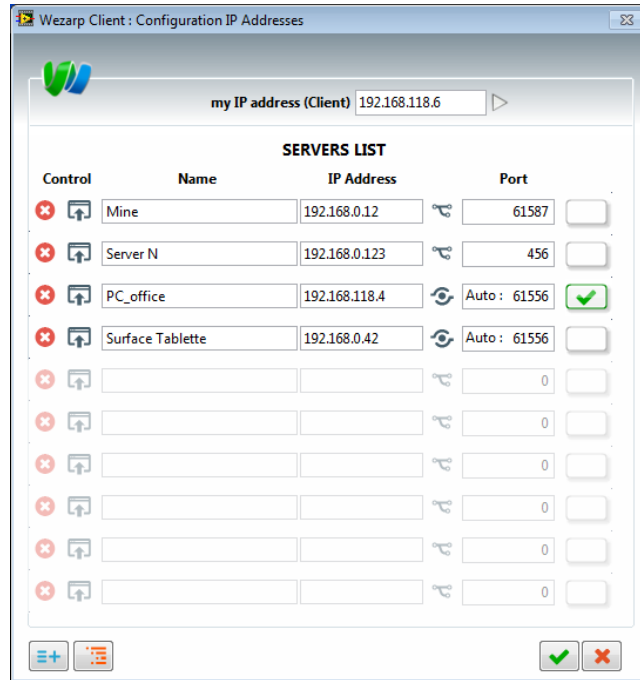 Wezarp Client : Configuration IP Addresses
my IP address (Client) 192.168.118.6
SERVERS LIST
Control Name IP Address Port
Mine 192.168.0.12 61587
Server N 192.168.0.123 456
PC_office 192.168.118.4 Auto : 61556
Surface Tablette 192.168.0.42 Auto : 61556
0
0
0
0
0
0